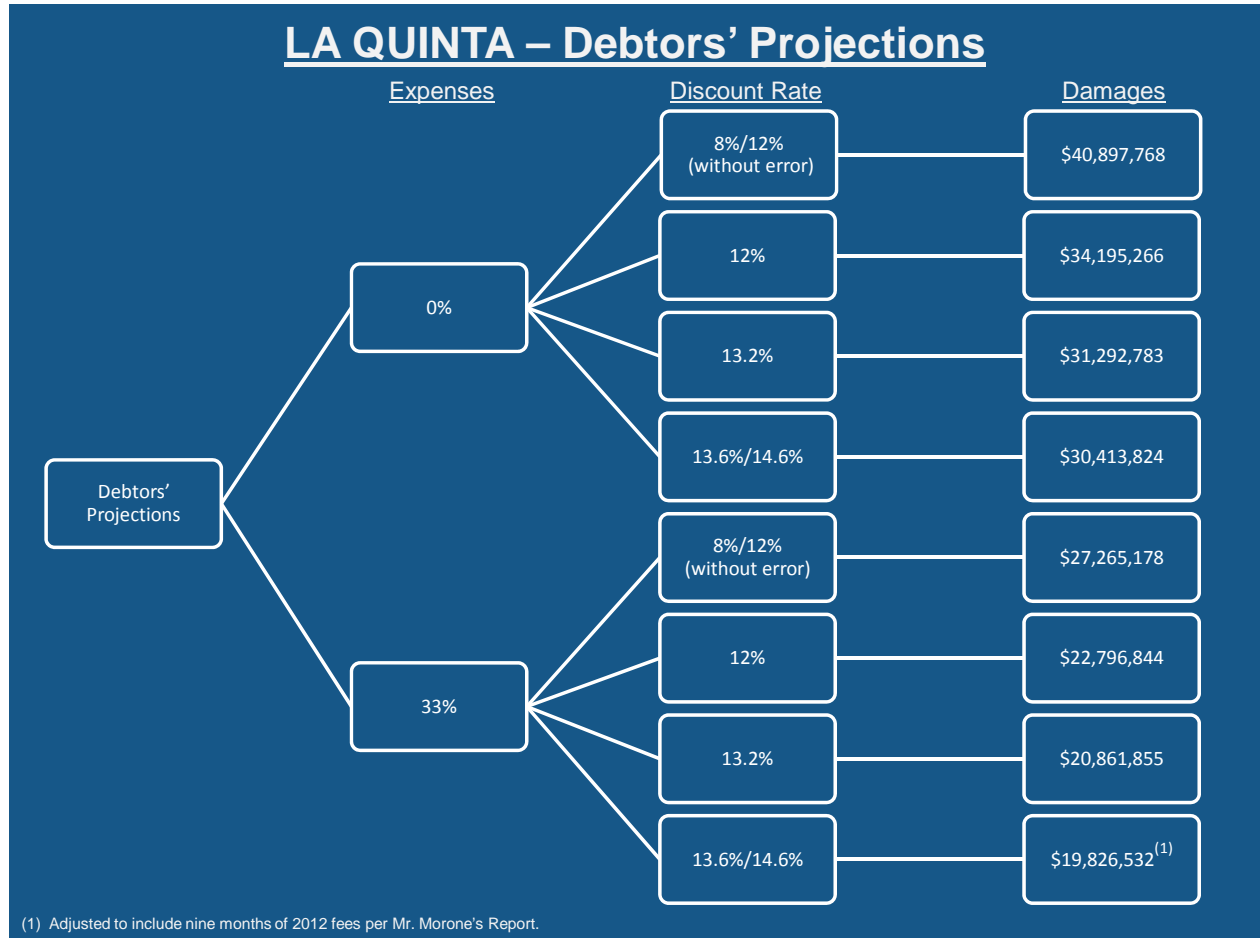 LA QUINTA – Debtors’ Projections
Expenses
Discount Rate
Damages
Debtors’
Projections
0%
8%/12%
(without error)
$40,897,768
12%
$34,195,266
13.2%
$31,292,783
13.6%/14.6%
$30,413,824
33%
8%/12%
(without error)
$27,265,178
12%
$22,796,844
13.2%
$20,861,855
13.6%/14.6%
$19,826,532(1)
(1) Adjusted to include nine months of 2012 fees per Mr. Morone’s Report.